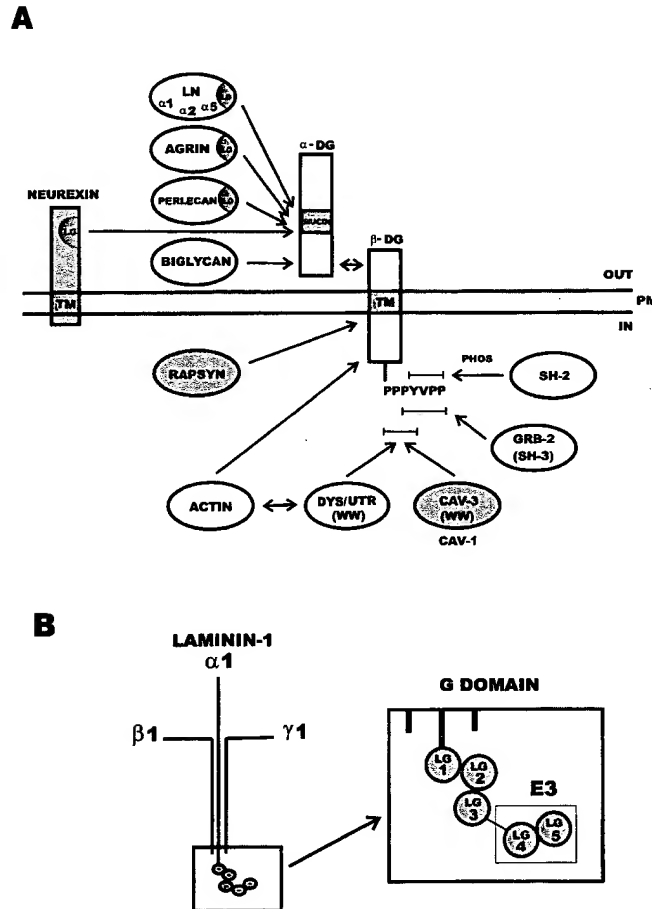 A
LN
α1 α2 α5
LG
α-DG
AGRIN
LG
NEUREXIN
PERLECAN
LG
MUCIN
LG
β-DG
BIGLYCAN
OUT
TM
TM
PM
IN
PHOS
RAPSYN
SH-2
PPPYVPP
GRB-2
(SH-3)
ACTIN
DYS/UTR
(WW)
CAV-3
(WW)
CAV-1
B
LAMININ-1
α1
G DOMAIN
β1
γ1
LG
1
LG
2
E3
LG
3
LG
4
LG
5